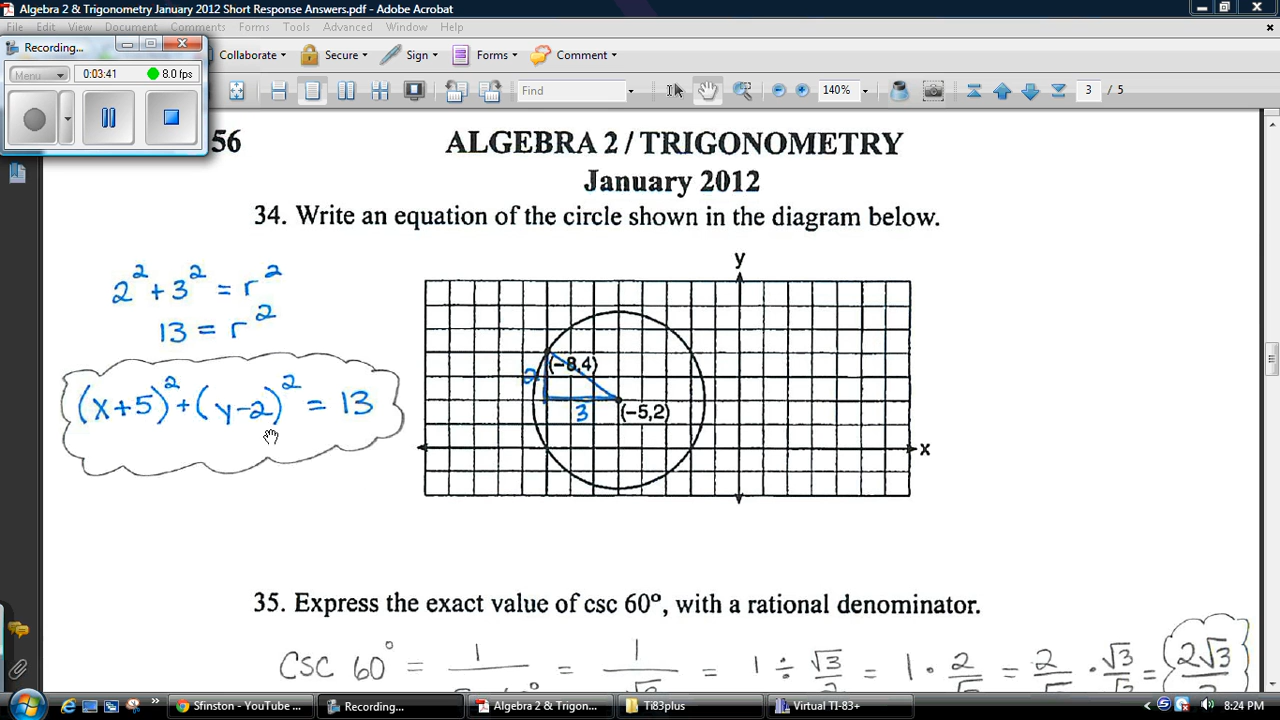 Algebra 2 & Trigonometry January 2012 Short Response Answers.pdf - Adobe Acrobat
File Edit View Document Comments Forms Tools Advanced Window Help
Recording...
Collaborate Secure Sign Forms Comment
Menu 0:03:41 8.0 fps
Find 140% 3 / 5
56 ALGEBRA 2 / TRIGONOMETRY
January 2012
34. Write an equation of the circle shown in the diagram below.
y
2² + 3² = r²
13 = r²
(x+5)² + (y-2)² = 13
(−8,4)
2
3
(−5,2)
x
35. Express the exact value of csc 60°, with a rational denominator.
CSC 60° = 1 = 1 = 1 ÷ √3 = 1 · 2 = 2 · √3 = 2√3
Sfinston - YouTube ... Recording... Algebra 2 & Trigon... Ti83plus Virtual TI-83+ 8:24 PM